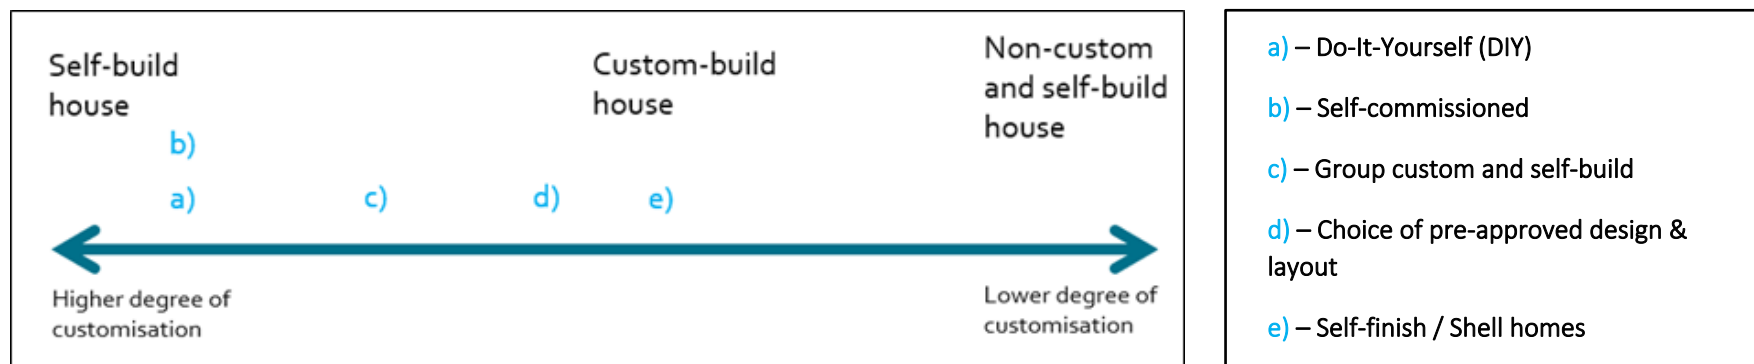 Self-build
house
Custom-build
house
Non-custom
and self-build
house
b)
a)
c)
d)
e)
Higher degree of
customisation
Lower degree of
customisation
a) – Do-It-Yourself (DIY)
b) – Self-commissioned
c) – Group custom and self-build
d) – Choice of pre-approved design &
layout
e) – Self-finish / Shell homes